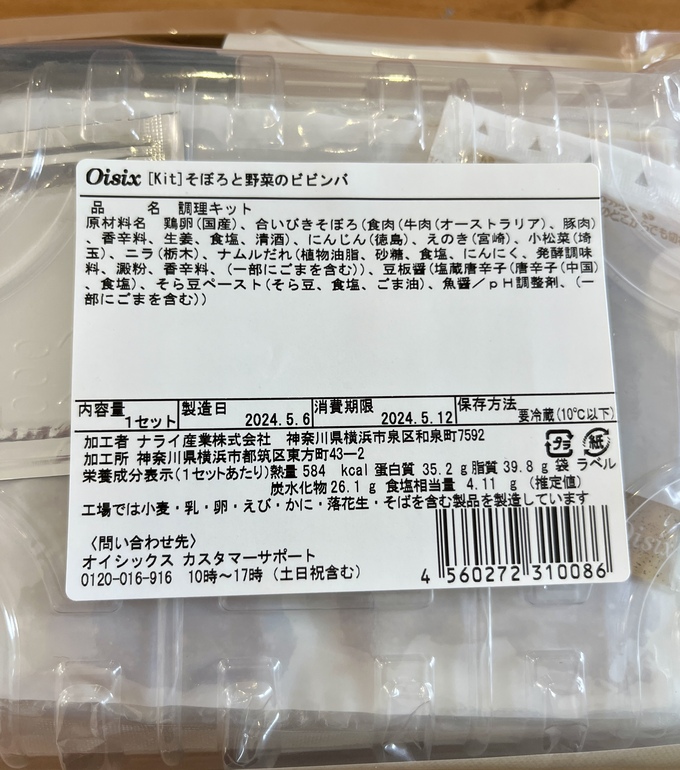 Oisix [Kit]そぼろと野菜のビビンバ
品 名 調理キット
原材料名 鶏卵(国産)、合いびきそぼろ(食肉(牛肉(オーストラリア)、豚肉)
、香辛料、生姜、食塩、清酒)、にんじん(徳島)、えのき(宮崎)、小松菜(埼
玉)、ニラ(栃木)、ナムルだれ(植物油脂、砂糖、食塩、にんにく、発酵調味
料、澱粉、香辛料、(一部にごまを含む))、豆板醤(塩蔵唐辛子(唐辛子(中国)
、食塩)、そら豆ペースト(そら豆、食塩、ごま油)、魚醤/pH調整剤、(一
部にごまを含む))
内容量 1セット 製造日 2024.5.6 消費期限 2024.5.12 保存方法 要冷蔵(10℃以下)
加工者 ナライ産業株式会社 神奈川県横浜市泉区和泉町7592
加工所 神奈川県横浜市都筑区東方町43-2
プラ 紙
栄養成分表示(1セットあたり)熱量 584 kcal 蛋白質 35.2 g 脂質 39.8 g 袋 ラベル
炭水化物 26.1 g 食塩相当量 4.11 g (推定値)
工場では小麦・乳・卵・えび・かに・落花生・そばを含む製品を製造しています
〈問い合わせ先〉
オイシックス カスタマーサポート
0120-016-916 10時～17時 (土日祝含む)
4 560272 310086
Oisix